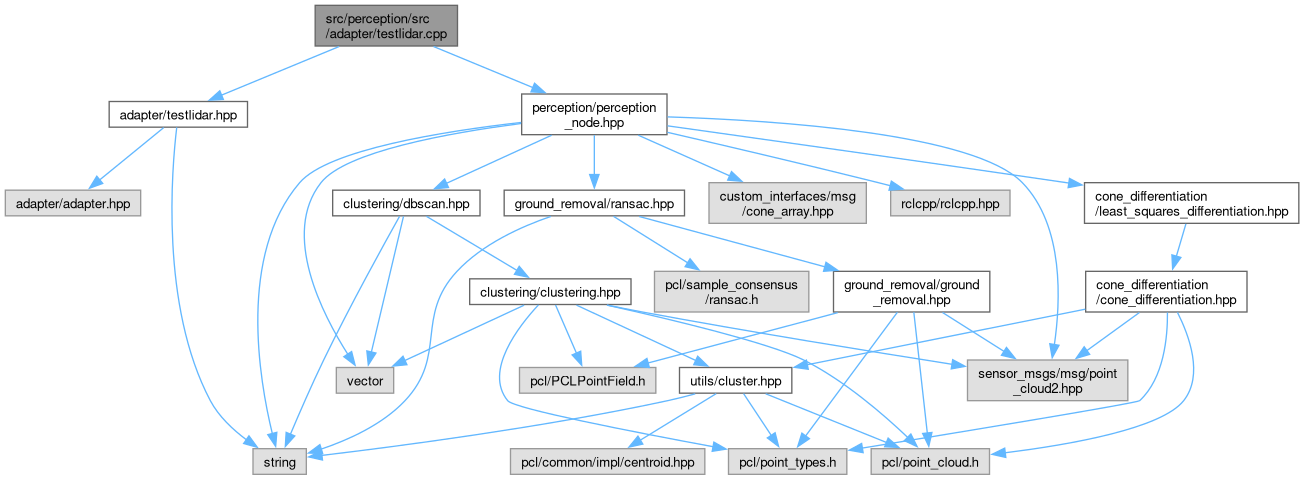 src/perception/src
/adapter/testlidar.cpp
adapter/testlidar.hpp
perception/perception
_node.hpp
adapter/adapter.hpp
clustering/dbscan.hpp
ground_removal/ransac.hpp
custom_interfaces/msg
/cone_array.hpp
rclcpp/rclcpp.hpp
cone_differentiation
/least_squares_differentiation.hpp
clustering/clustering.hpp
pcl/sample_consensus
/ransac.h
ground_removal/ground
_removal.hpp
cone_differentiation
/cone_differentiation.hpp
vector
pcl/PCLPointField.h
utils/cluster.hpp
sensor_msgs/msg/point
_cloud2.hpp
string
pcl/common/impl/centroid.hpp
pcl/point_types.h
pcl/point_cloud.h